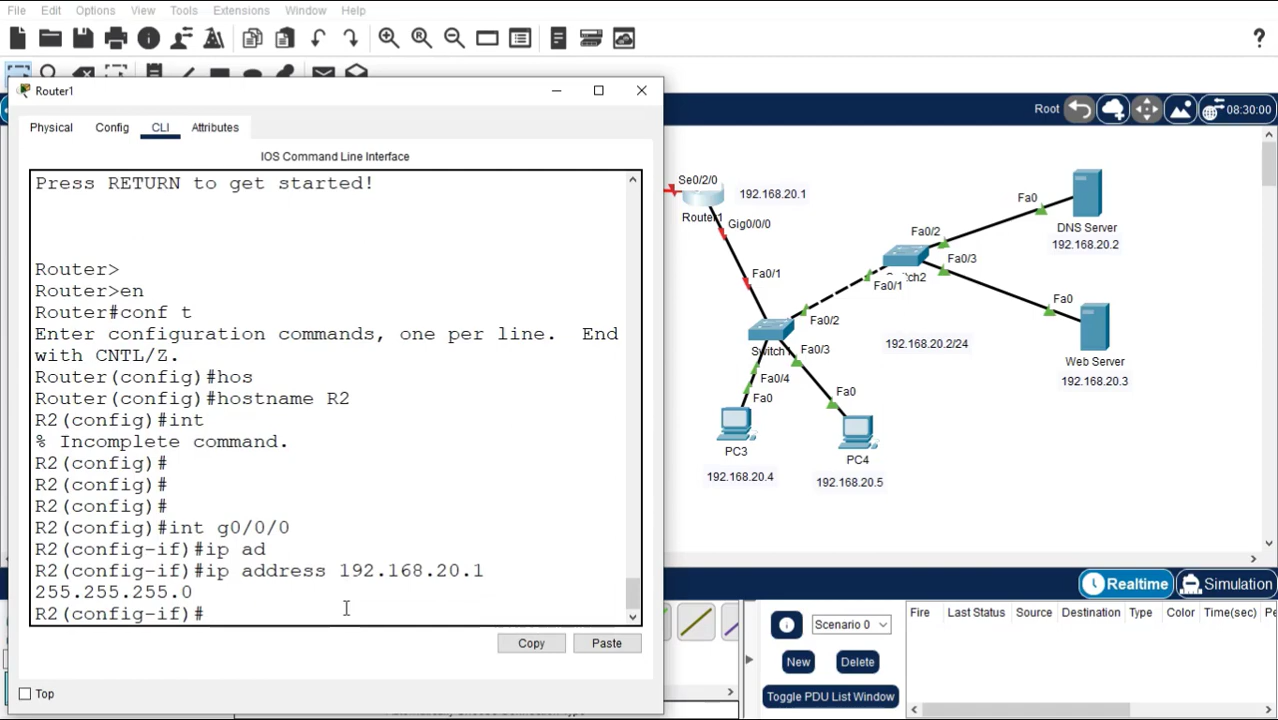 File Edit Options View Tools Extensions Window Help
Router1
Physical Config CLI Attributes
IOS Command Line Interface
Press RETURN to get started!
Router>
Router>en
Router#conf t
Enter configuration commands, one per line. End
with CNTL/Z.
Router(config)#hos
Router(config)#hostname R2
R2(config)#int
% Incomplete command.
R2(config)#
R2(config)#
R2(config)#
R2(config)#int g0/0/0
R2(config-if)#ip ad
R2(config-if)#ip address 192.168.20.1
255.255.255.0
R2(config-if)#
Copy Paste
Top
Root 08:30:00
Se0/2/0
192.168.20.1
Router1
Gig0/0/0
Fa0/1
Fa0/2
Fa0/3
Fa0/1
Fa0
DNS Server
192.168.20.2
Fa0
Web Server
192.168.20.3
192.168.20.2/24
Fa0/2
Fa0/3
Fa0/4
Fa0
Fa0
PC3
192.168.20.4
PC4
192.168.20.5
Realtime Simulation
Scenario 0
New Delete
Toggle PDU List Window
Fire Last Status Source Destination Type Color Time(sec)